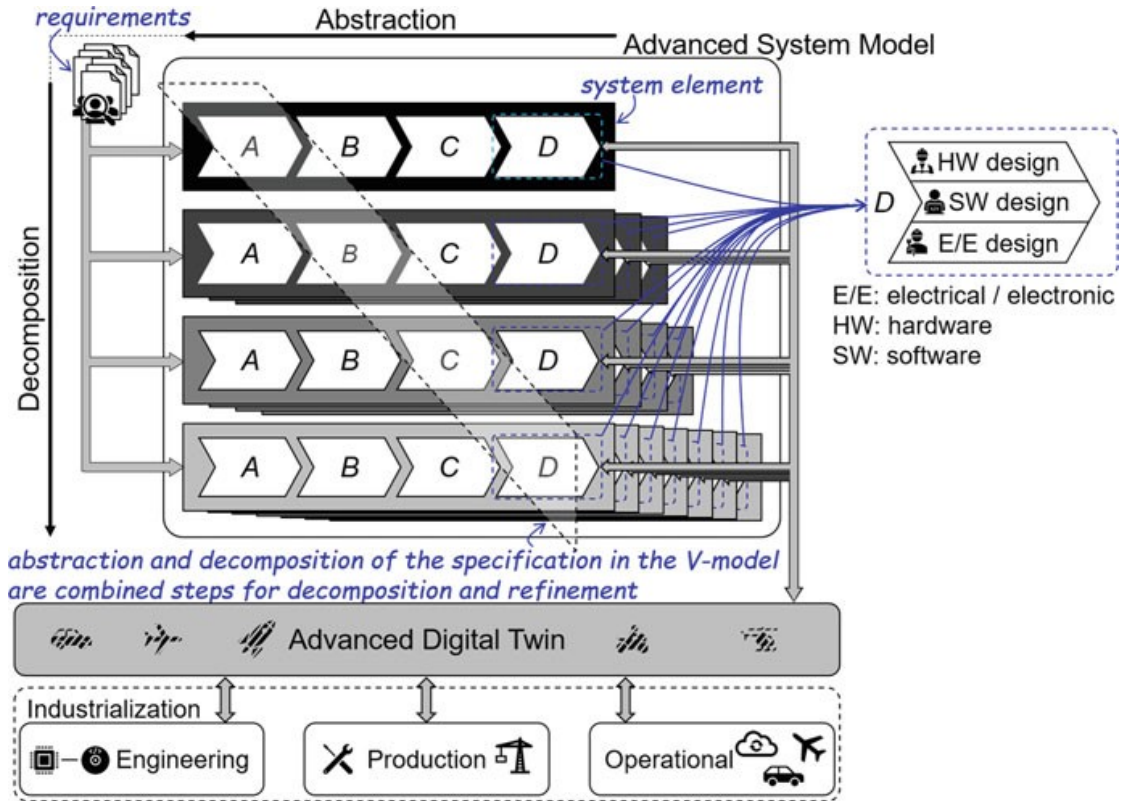 requirements
Abstraction
Advanced System Model
system element
A B C D
HW design
D SW design
E/E design
A B C D
E/E: electrical / electronic
HW: hardware
SW: software
Decomposition
A B C D
A B C D
abstraction and decomposition of the specification in the V-model
are combined steps for decomposition and refinement
Advanced Digital Twin
Industrialization
Engineering
Production
Operational